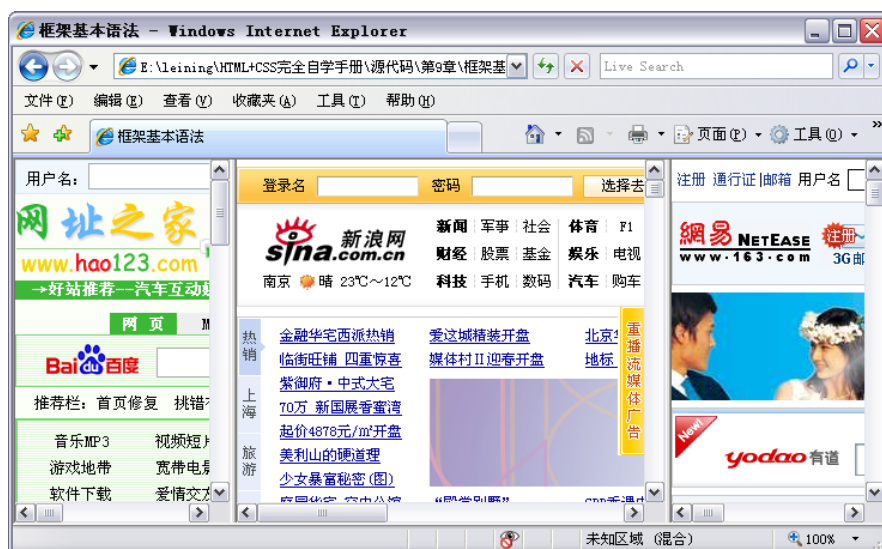 框架基本语法 - Windows Internet Explorer
E:\leining\HTML+CSS完全自学手册\源代码\第9章\框架基
Live Search
文件(F) 编辑(E) 查看(V) 收藏夹(A) 工具(T) 帮助(H)
框架基本语法
页面(P) 工具(O) »
用户名:
网址之家
www.hao123.com
→好站推荐--汽车互动
网 页
Bai du 百度
推荐栏: 首页修复 挑错
音乐MP3 视频短片
游戏地带 宽带电影
软件下载 爱情交友
登录名 密码 选择去
sina 新浪网
.com.cn
南京 晴 23℃~12℃
新闻 军事 社会 体育 F1
财经 股票 基金 娱乐 电视
科技 手机 数码 汽车 购车
热销
上海
旅游
金融华宅西派热销 爱这城精装开盘 北京
临街旺铺 四重惊喜 媒体村II迎春开盘 地标
紫御府·中式大宅
70万 新国展香蜜湾
起价4878元/㎡开盘
美利山的硬道理
少女暴富秘密(图)
重播流媒体广告
注册 通行证|邮箱 用户名
網易 NETEASE
www.163.com
注册
3G邮
New!
yodao 有道
未知区域 (混合)
100%